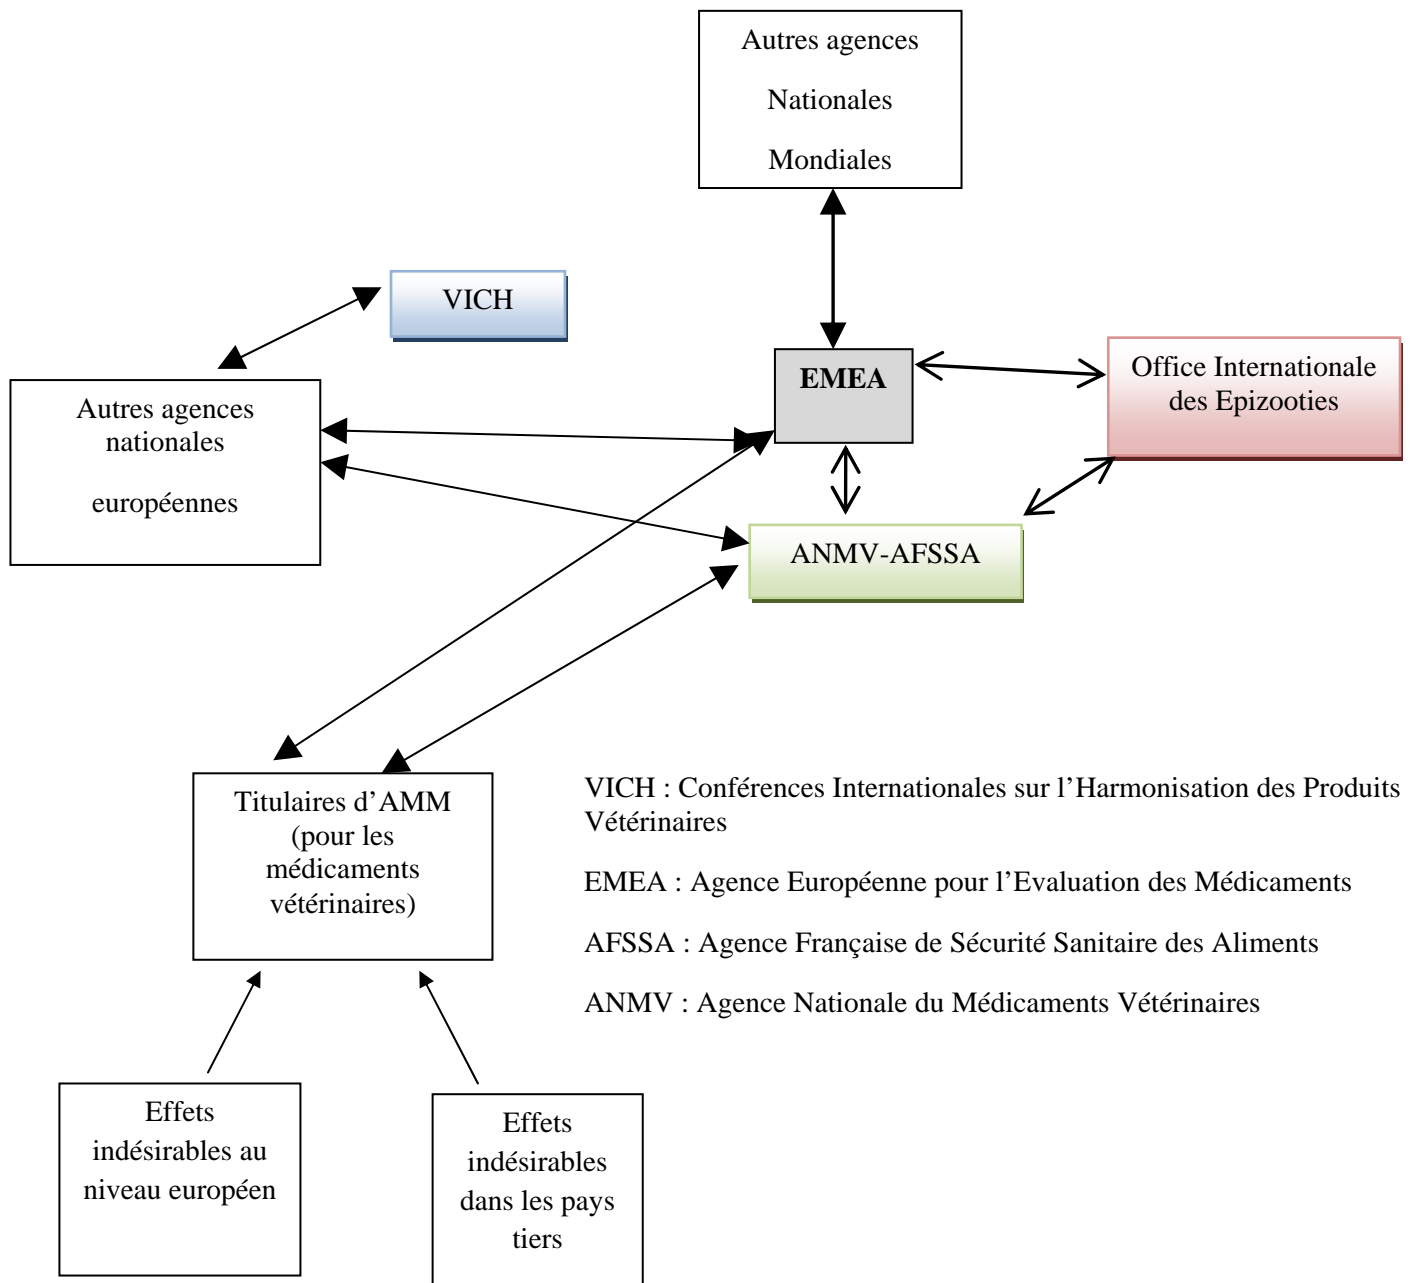 Autres agences
Nationales
Mondiales
VICH
EMEA
Office Internationale
des Epizooties
Autres agences
nationales
européennes
ANMV-AFSSA
Titulaires d’AMM
(pour les
médicaments
vétérinaires)
VICH : Conférences Internationales sur l’Harmonisation des Produits
Vétérinaires
EMEA : Agence Européenne pour l’Evaluation des Médicaments
AFSSA : Agence Française de Sécurité Sanitaire des Aliments
ANMV : Agence Nationale du Médicaments Vétérinaires
Effets
indésirables au
niveau européen
Effets
indésirables
dans les pays
tiers